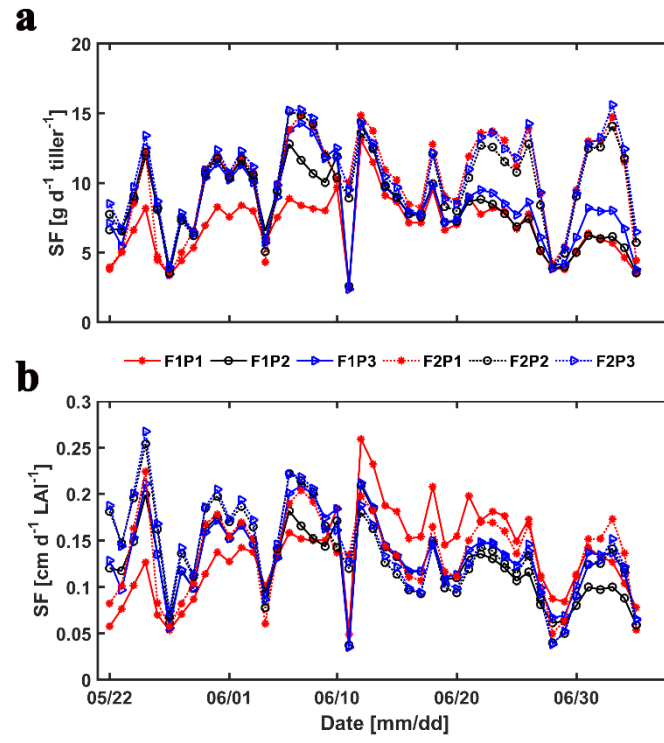 a
20
15
10
5
0
SF [g d⁻¹ tiller⁻¹]
F1P1 F1P2 F1P3 F2P1 F2P2 F2P3
b
0.3
0.25
0.2
0.15
0.1
0.05
0
SF [cm d⁻¹ LAI⁻¹]
05/22 06/01 06/10 06/20 06/30
Date [mm/dd]